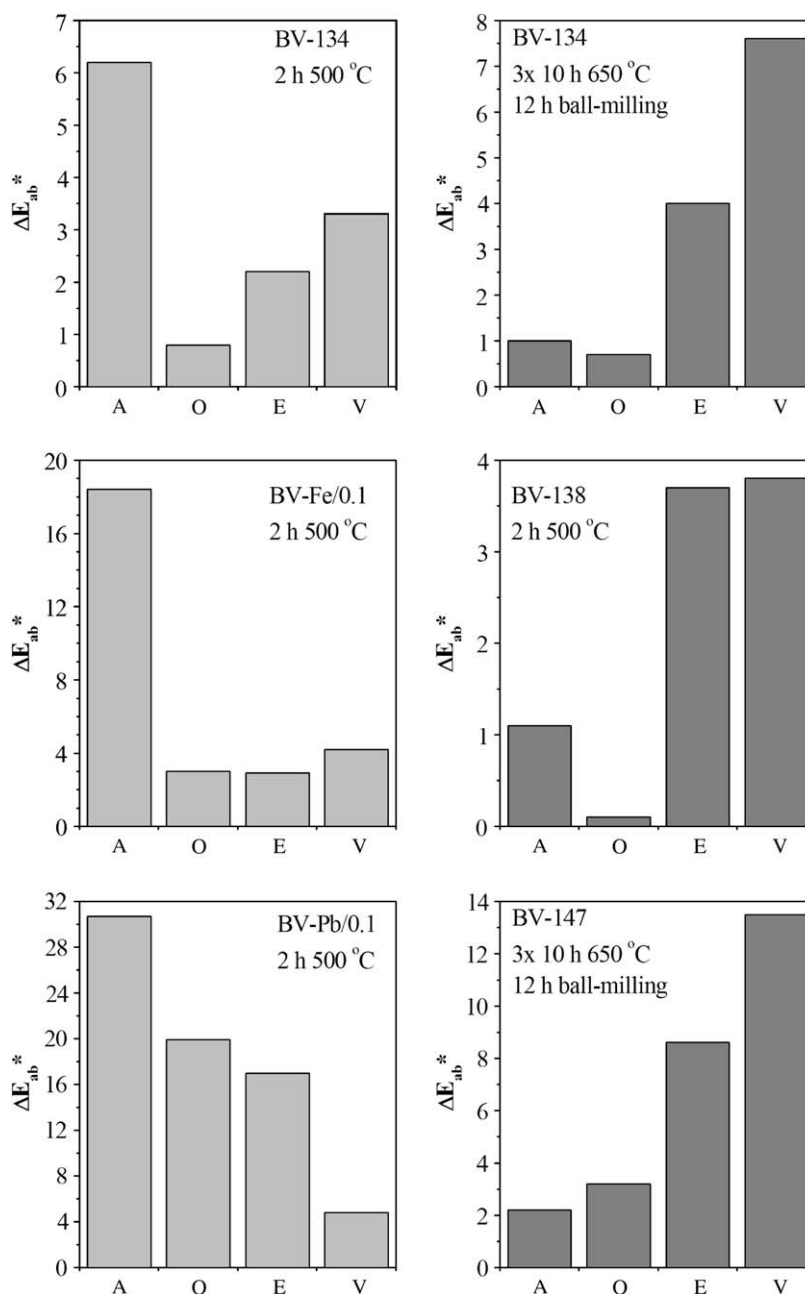 BV-134
2 h 500 °C
ΔE_ab*
7
6
5
4
3
2
1
0
A O E V
BV-134
3x 10 h 650 °C
12 h ball-milling
ΔE_ab*
8
7
6
5
4
3
2
1
0
A O E V
BV-Fe/0.1
2 h 500 °C
ΔE_ab*
20
16
12
8
4
0
A O E V
BV-138
2 h 500 °C
ΔE_ab*
4
3
2
1
0
A O E V
BV-Pb/0.1
2 h 500 °C
ΔE_ab*
32
28
24
20
16
12
8
4
0
A O E V
BV-147
3x 10 h 650 °C
12 h ball-milling
ΔE_ab*
14
12
10
8
6
4
2
0
A O E V